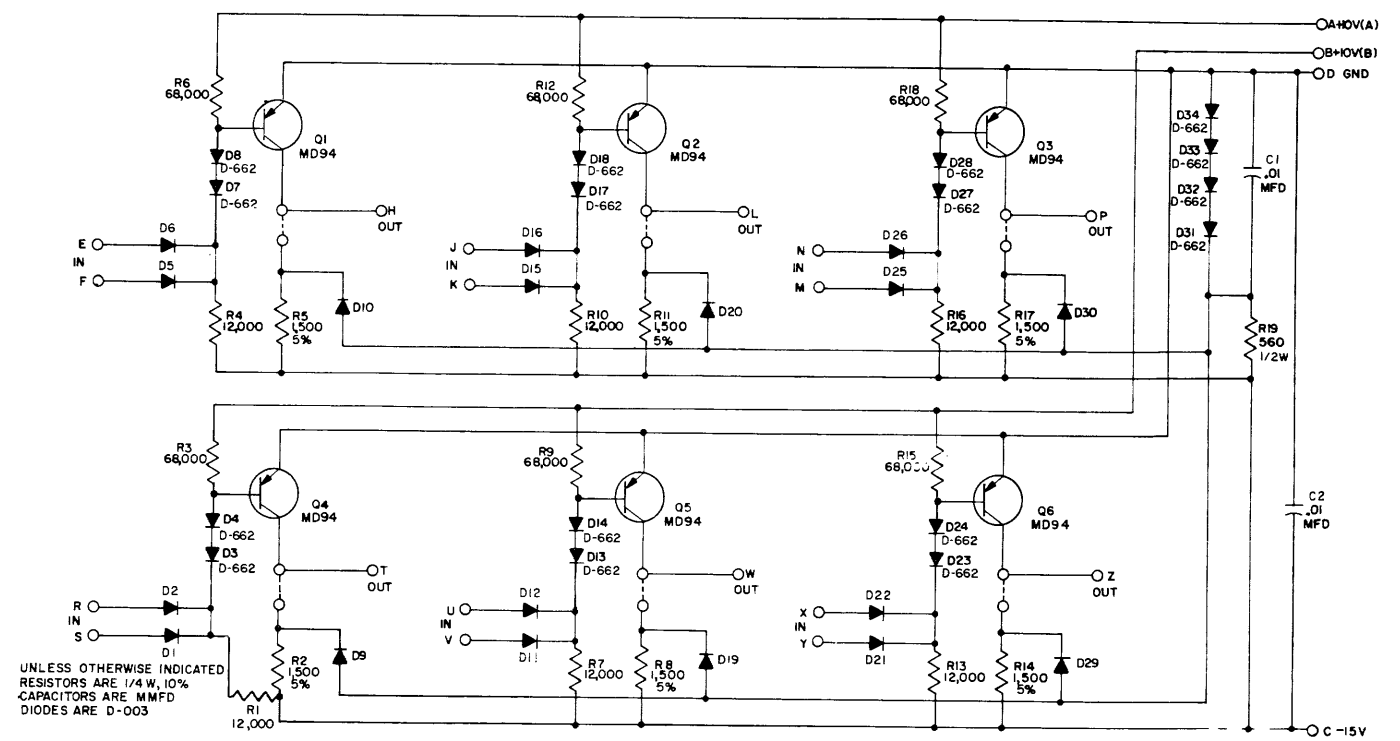 A+10V(A)
B+10V(B)
D GND
R6
68,000
Q1
MD94
D8
D-662
D7
D-662
H
OUT
E
D6
IN
F
D5
R4
12,000
R5
1,500
5%
D10
R12
68,000
Q2
MD94
D18
D-662
D17
D-662
L
OUT
J
D16
IN
K
D15
R10
12,000
R11
1,500
5%
D20
R18
68,000
Q3
MD94
D28
D-662
D27
D-662
P
OUT
N
D26
IN
M
D25
R16
12,000
R17
1,500
5%
D30
D34
D-662
D33
D-662
D32
D-662
D31
D-662
C1
.01
MFD
R19
560
1/2W
R3
68,000
Q4
MD94
D4
D-662
D3
D-662
T
OUT
R
D2
IN
S
D1
R2
1,500
5%
D9
R1
12,000
R9
68,000
Q5
MD94
D14
D-662
D13
D-662
W
OUT
U
D12
IN
V
D11
R7
12,000
R8
1,500
5%
D19
R15
68,000
Q6
MD94
D24
D-662
D23
D-662
Z
OUT
X
D22
IN
Y
D21
R13
12,000
R14
1,500
5%
D29
C2
.01
MFD
C -15V
UNLESS OTHERWISE INDICATED
RESISTORS ARE 1/4 W, 10%
CAPACITORS ARE MMFD
DIODES ARE D-003